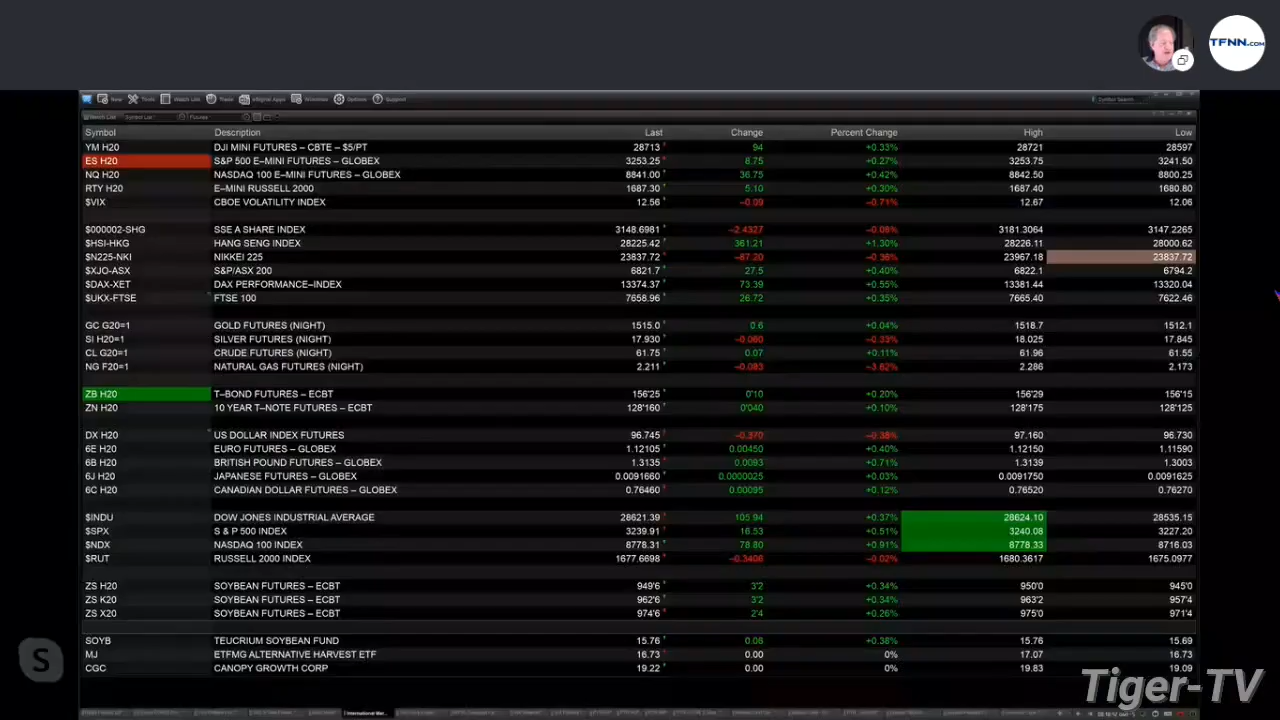 TFNN.COM
New Tools Watch List Trade eSignal Apps Windows Options Support Symbol Search
Watch List Symbol List: Futures
Symbol Description Last Change Percent Change High Low
YM H20 DJI MINI FUTURES – CBTE – $5/PT 28713 94 +0.33% 28721 28597
ES H20 S&P 500 E–MINI FUTURES – GLOBEX 3253.25 8.75 +0.27% 3253.75 3241.50
NQ H20 NASDAQ 100 E–MINI FUTURES – GLOBEX 8841.00 36.75 +0.42% 8842.50 8800.25
RTY H20 E–MINI RUSSELL 2000 1687.30 5.10 +0.30% 1687.40 1680.80
$VIX CBOE VOLATILITY INDEX 12.56 –0.09 –0.71% 12.67 12.06
$000002-SHG SSE A SHARE INDEX 3148.6981 –2.4327 –0.08% 3181.3064 3147.2265
$HSI-HKG HANG SENG INDEX 28225.42 361.21 +1.30% 28226.11 28000.62
$N225-NKI NIKKEI 225 23837.72 –87.20 –0.36% 23967.18 23837.72
$XJO-ASX S&P/ASX 200 6821.7 27.5 +0.40% 6822.1 6794.2
$DAX-XET DAX PERFORMANCE–INDEX 13374.37 73.39 +0.55% 13381.44 13320.04
$UKX-FTSE FTSE 100 7658.96 26.72 +0.35% 7665.40 7622.46
GC G20=1 GOLD FUTURES (NIGHT) 1515.0 0.6 +0.04% 1518.7 1512.1
SI H20=1 SILVER FUTURES (NIGHT) 17.930 –0.060 –0.33% 18.025 17.845
CL G20=1 CRUDE FUTURES (NIGHT) 61.75 0.07 +0.11% 61.96 61.55
NG F20=1 NATURAL GAS FUTURES (NIGHT) 2.211 –0.083 –3.62% 2.286 2.173
ZB H20 T–BOND FUTURES – ECBT 156'25 0'10 +0.20% 156'29 156'15
ZN H20 10 YEAR T–NOTE FUTURES – ECBT 128'160 0'040 +0.10% 128'175 128'125
DX H20 US DOLLAR INDEX FUTURES 96.745 –0.370 –0.38% 97.160 96.730
6E H20 EURO FUTURES – GLOBEX 1.12105 0.00450 +0.40% 1.12150 1.11590
6B H20 BRITISH POUND FUTURES – GLOBEX 1.3135 0.0093 +0.71% 1.3139 1.3003
6J H20 JAPANESE FUTURES – GLOBEX 0.0091660 0.0000025 +0.03% 0.0091750 0.0091625
6C H20 CANADIAN DOLLAR FUTURES – GLOBEX 0.76460 0.00095 +0.12% 0.76520 0.76270
$INDU DOW JONES INDUSTRIAL AVERAGE 28621.39 105.94 +0.37% 28624.10 28535.15
$SPX S & P 500 INDEX 3239.91 16.53 +0.51% 3240.08 3227.20
$NDX NASDAQ 100 INDEX 8778.31 78.80 +0.91% 8778.33 8716.03
$RUT RUSSELL 2000 INDEX 1677.6698 –0.3406 –0.02% 1680.3617 1675.0977
ZS H20 SOYBEAN FUTURES – ECBT 949'6 3'2 +0.34% 950'0 945'0
ZS K20 SOYBEAN FUTURES – ECBT 962'6 3'2 +0.34% 963'2 957'4
ZS X20 SOYBEAN FUTURES – ECBT 974'6 2'4 +0.26% 975'0 971'4
SOYB TEUCRIUM SOYBEAN FUND 15.76 0.06 +0.38% 15.76 15.69
MJ ETFMG ALTERNATIVE HARVEST ETF 16.73 0.00 0% 17.07 16.73
CGC CANOPY GROWTH CORP 19.22 0.00 0% 19.83 19.09
S
Tiger-TV